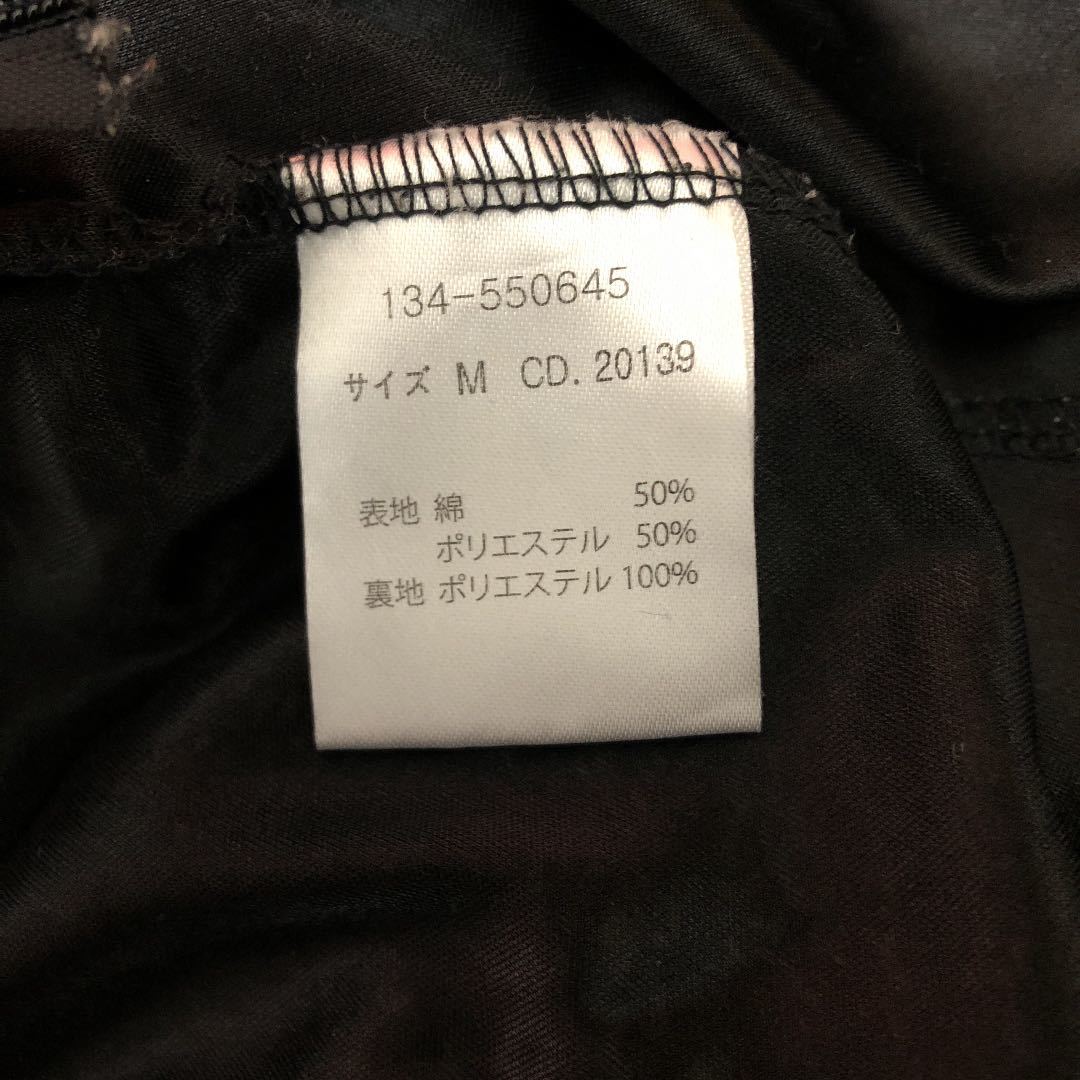 134-550645
サイズ M CD. 20139
表地 綿 50%
ポリエステル 50%
裏地 ポリエステル 100%